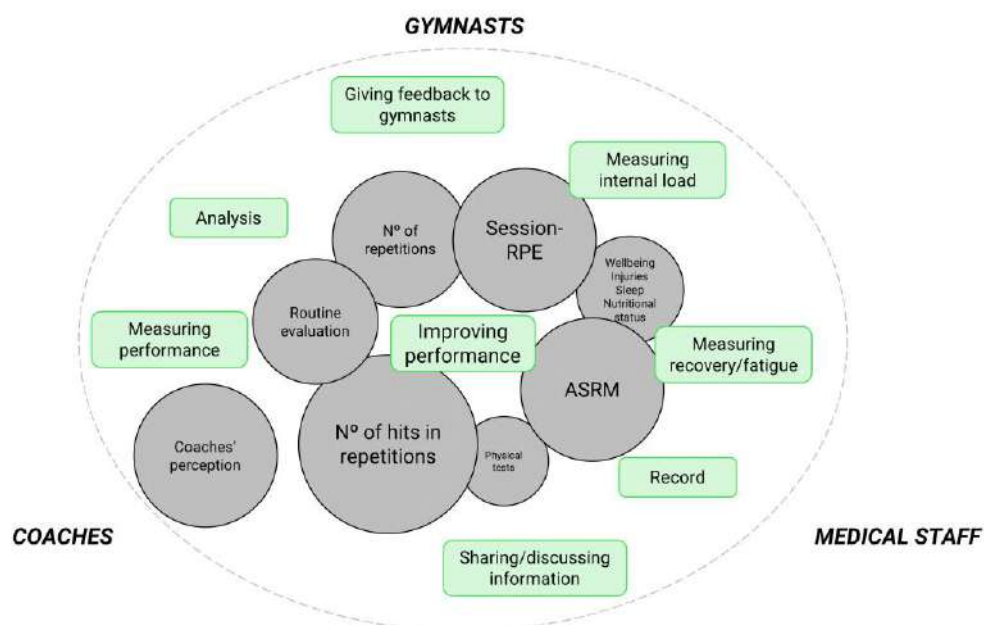 GYMNASTS
Giving feedback to
gymnasts
Measuring
internal load
Analysis
Nº of
repetitions
Session-
RPE
Wellbeing
Injuries
Sleep
Nutritional
status
Routine
evaluation
Measuring
performance
Improving
performance
Measuring
recovery/fatigue
ASRM
Nº of hits in
repetitions
Coaches'
perception
Physical
tests
Record
COACHES
MEDICAL STAFF
Sharing/discussing
information